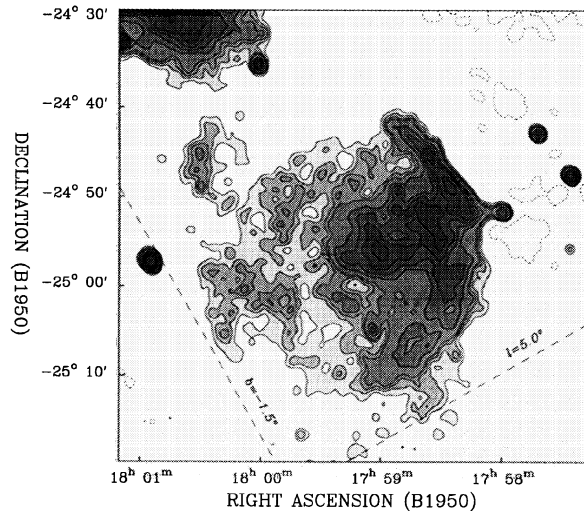 -24° 30'
-24° 40'
-24° 50'
-25° 00'
-25° 10'
DECLINATION (B1950)
b=-1.5°
l=5.0°
18ʰ 01ᵐ
18ʰ 00ᵐ
17ʰ 59ᵐ
17ʰ 58ᵐ
RIGHT ASCENSION (B1950)